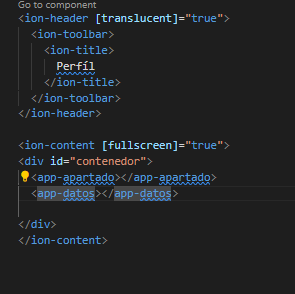 Go to component
<ion-header [translucent]="true">
<ion-toolbar>
<ion-title>
Perfíl
</ion-title>
</ion-toolbar>
</ion-header>
<ion-content [fullscreen]="true">
<div id="contenedor">
<app-apartado></app-apartado>
<app-datos></app-datos>
</div>
</ion-content>